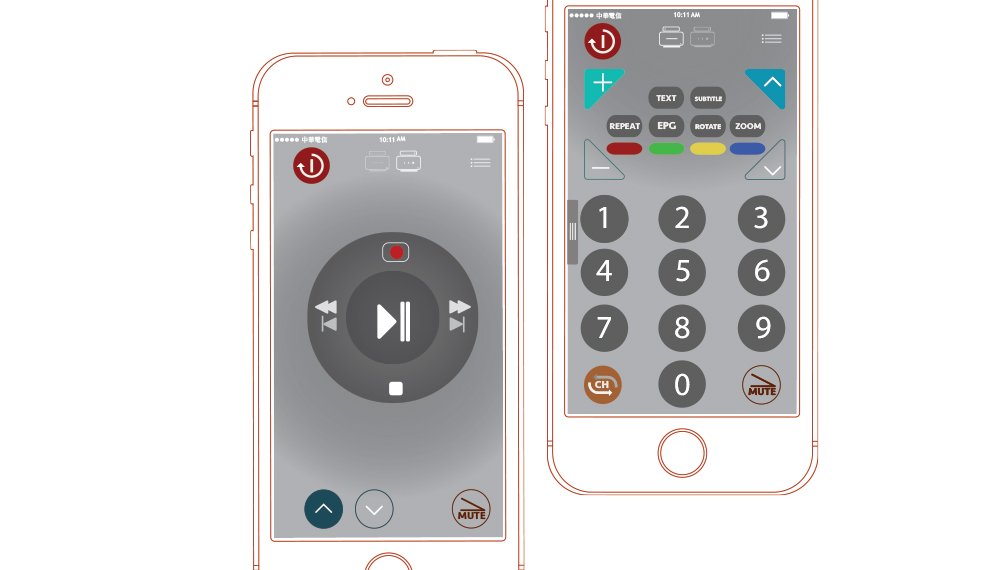 中華電信 10:11 AM
MUTE
中華電信 10:11 AM
TEXT SUBTITLE
REPEAT EPG ROTATE ZOOM
1 2 3
4 5 6
7 8 9
CH 0 MUTE